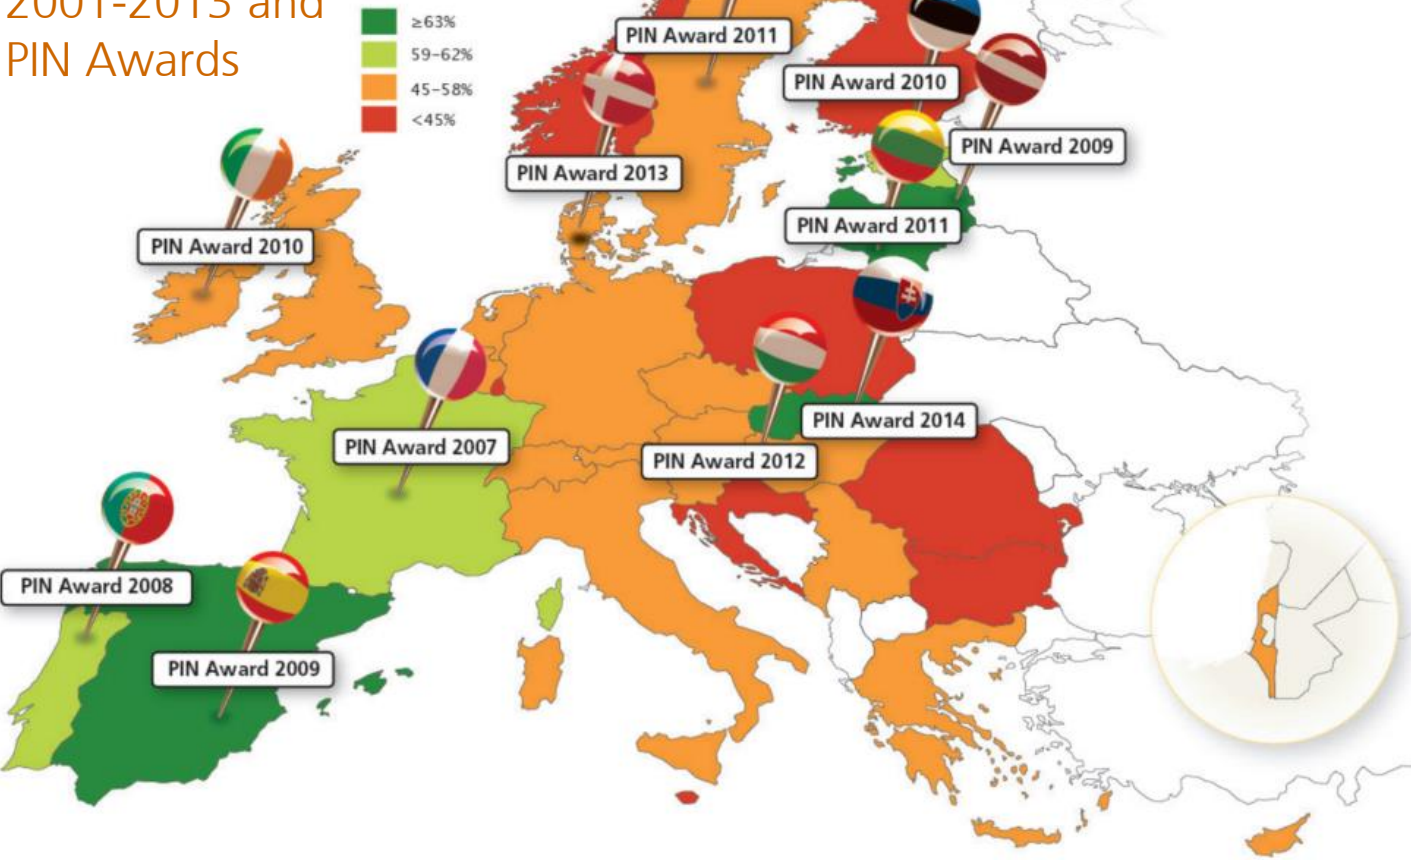 2001-2013 and
PIN Awards
≥63%
59–62%
45–58%
<45%
PIN Award 2011
PIN Award 2010
PIN Award 2009
PIN Award 2013
PIN Award 2011
PIN Award 2010
PIN Award 2014
PIN Award 2007
PIN Award 2012
PIN Award 2008
PIN Award 2009